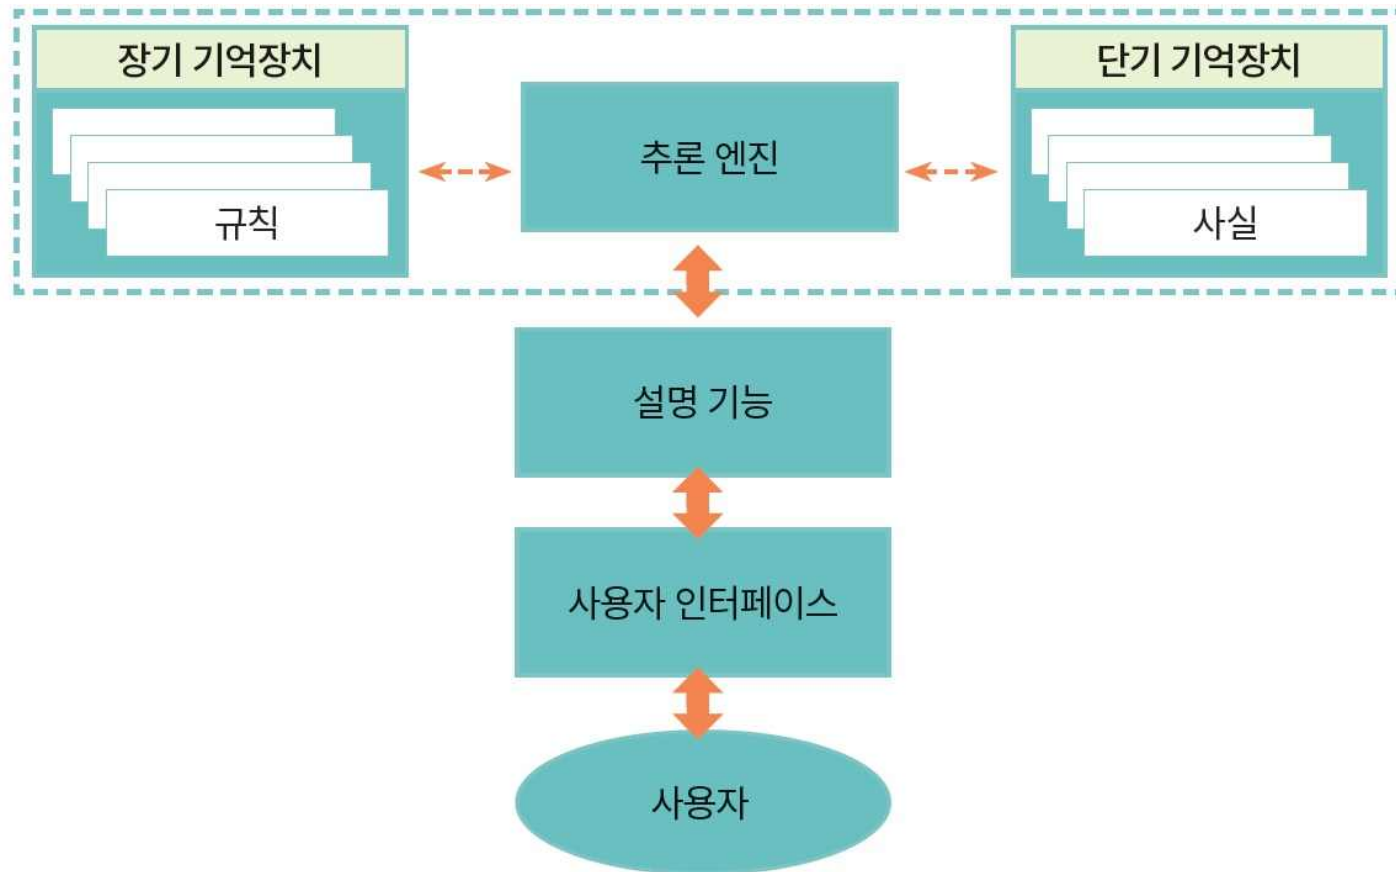 장기 기억장치
단기 기억장치
추론 엔진
규칙
사실
설명 기능
사용자 인터페이스
사용자